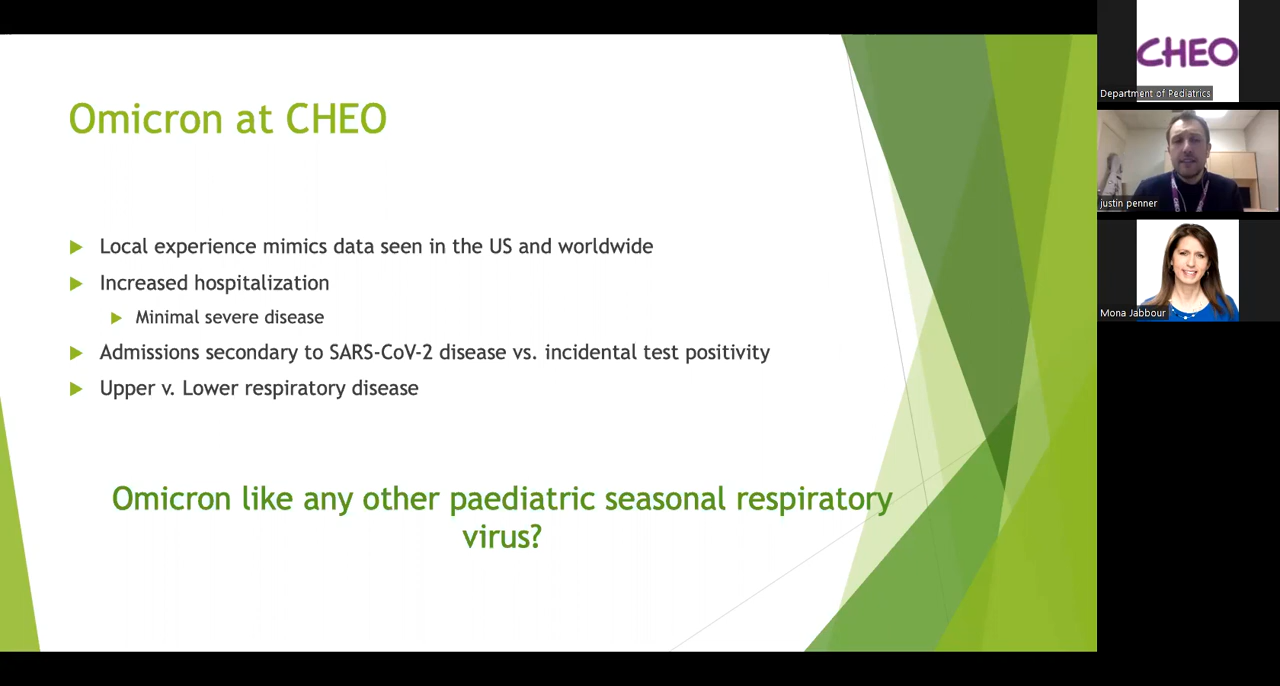 Omicron at CHEO
Local experience mimics data seen in the US and worldwide
Increased hospitalization
Minimal severe disease
Admissions secondary to SARS-CoV-2 disease vs. incidental test positivity
Upper v. Lower respiratory disease
Omicron like any other paediatric seasonal respiratory
virus?
CHEO
Department of Pediatrics
justin penner
Mona Jabbour